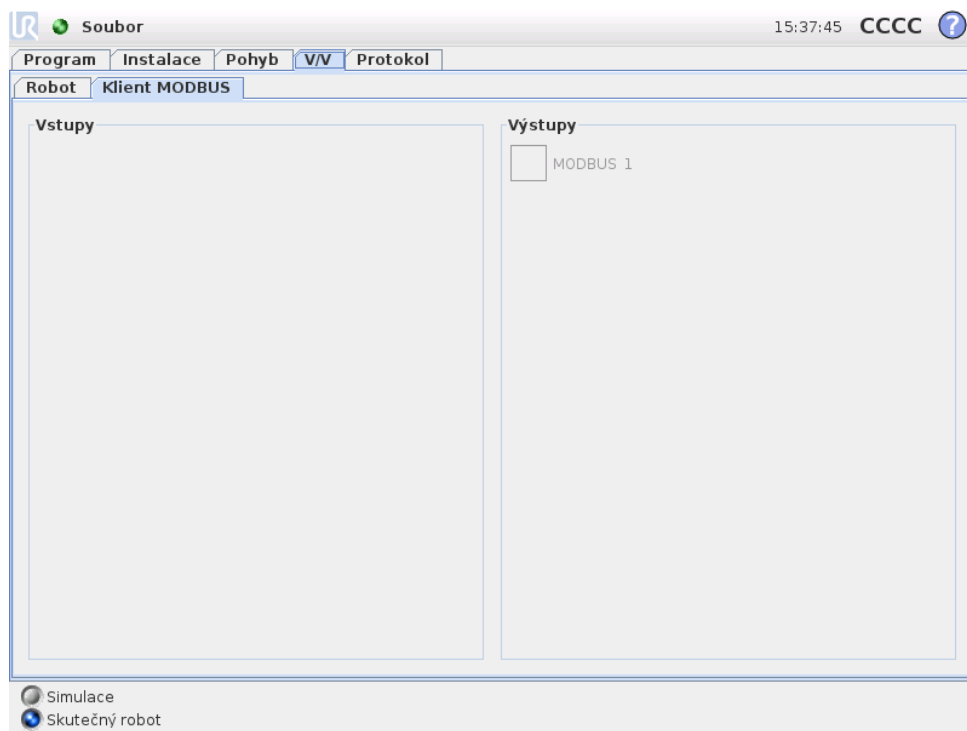 UR Soubor 15:37:45 CCCC ?
Program Instalace Pohyb V/V Protokol
Robot Klient MODBUS
Vstupy Výstupy
MODBUS 1
Simulace
Skutečný robot